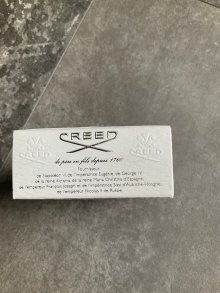 CREED
de père en fils depuis 1760
Fournisseur
de Napoléon III, de l'impératrice Eugénie, de George IV,
de la reine Victoria, de la reine Marie Christine d'Espagne,
de l'empereur François Joseph et de l'impératrice Sissi d'Autriche-Hongrie,
de l'empereur Nicolas II de Russie.
CREED
CREED